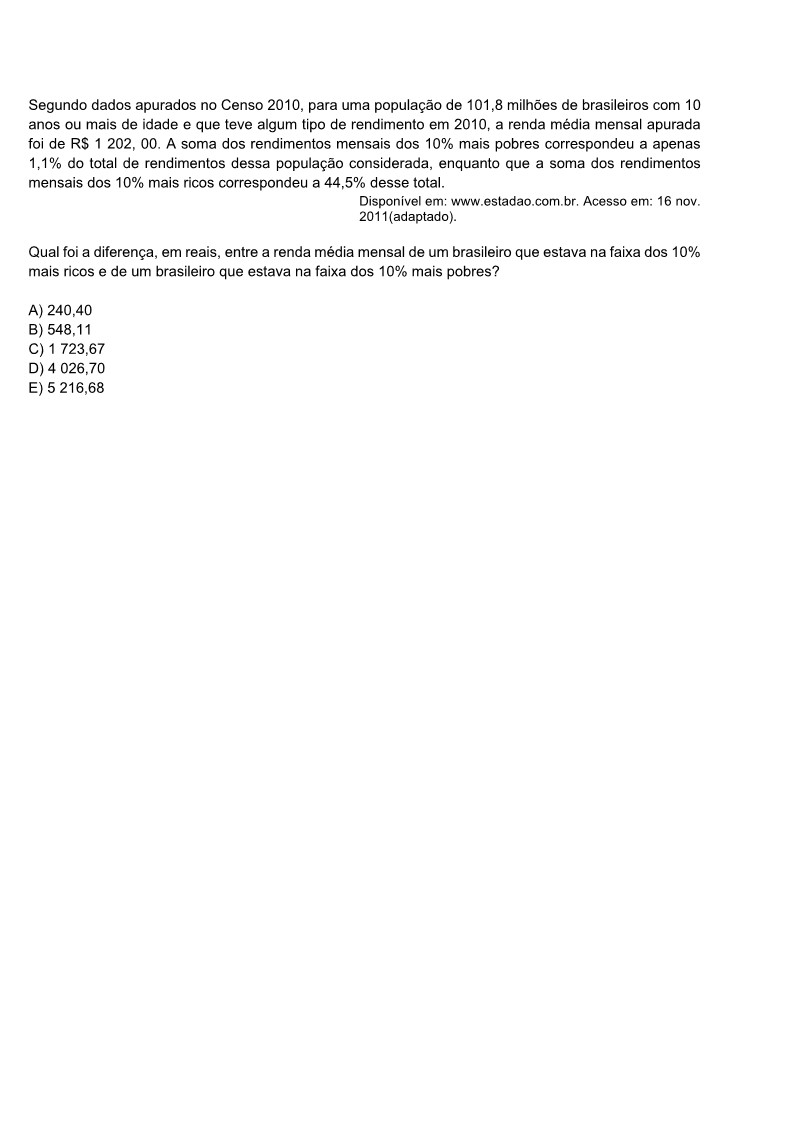 Segundo dados apurados no Censo 2010, para uma população de 101,8 milhões de brasileiros com 10
anos ou mais de idade e que teve algum tipo de rendimento em 2010, a renda média mensal apurada
foi de R$ 1 202, 00. A soma dos rendimentos mensais dos 10% mais pobres correspondeu a apenas
1,1% do total de rendimentos dessa população considerada, enquanto que a soma dos rendimentos
mensais dos 10% mais ricos correspondeu a 44,5% desse total.
Disponível em: www.estadao.com.br. Acesso em: 16 nov.
2011(adaptado).
Qual foi a diferença, em reais, entre a renda média mensal de um brasileiro que estava na faixa dos 10%
mais ricos e de um brasileiro que estava na faixa dos 10% mais pobres?
A) 240,40
B) 548,11
C) 1 723,67
D) 4 026,70
E) 5 216,68